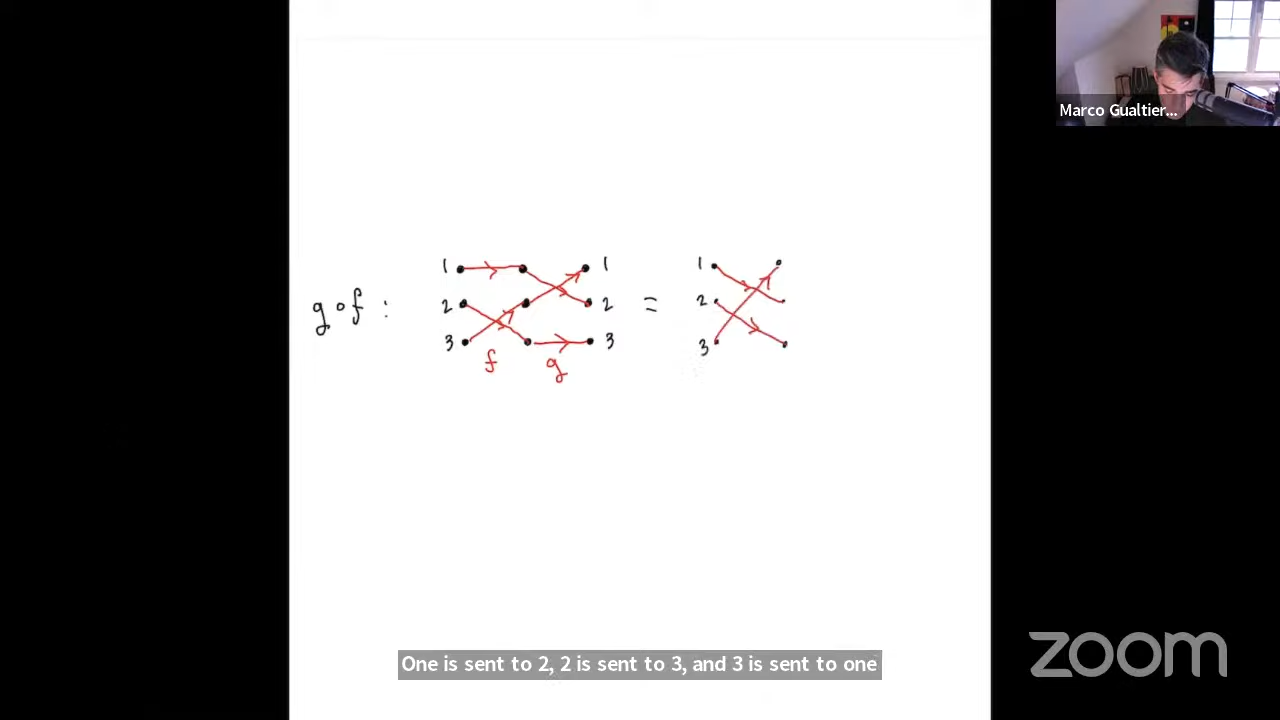 Marco Gualtier...
1 1 1
g∘f : 2 2 = 2
3 3 3
f g
One is sent to 2, 2 is sent to 3, and 3 is sent to one
zoom